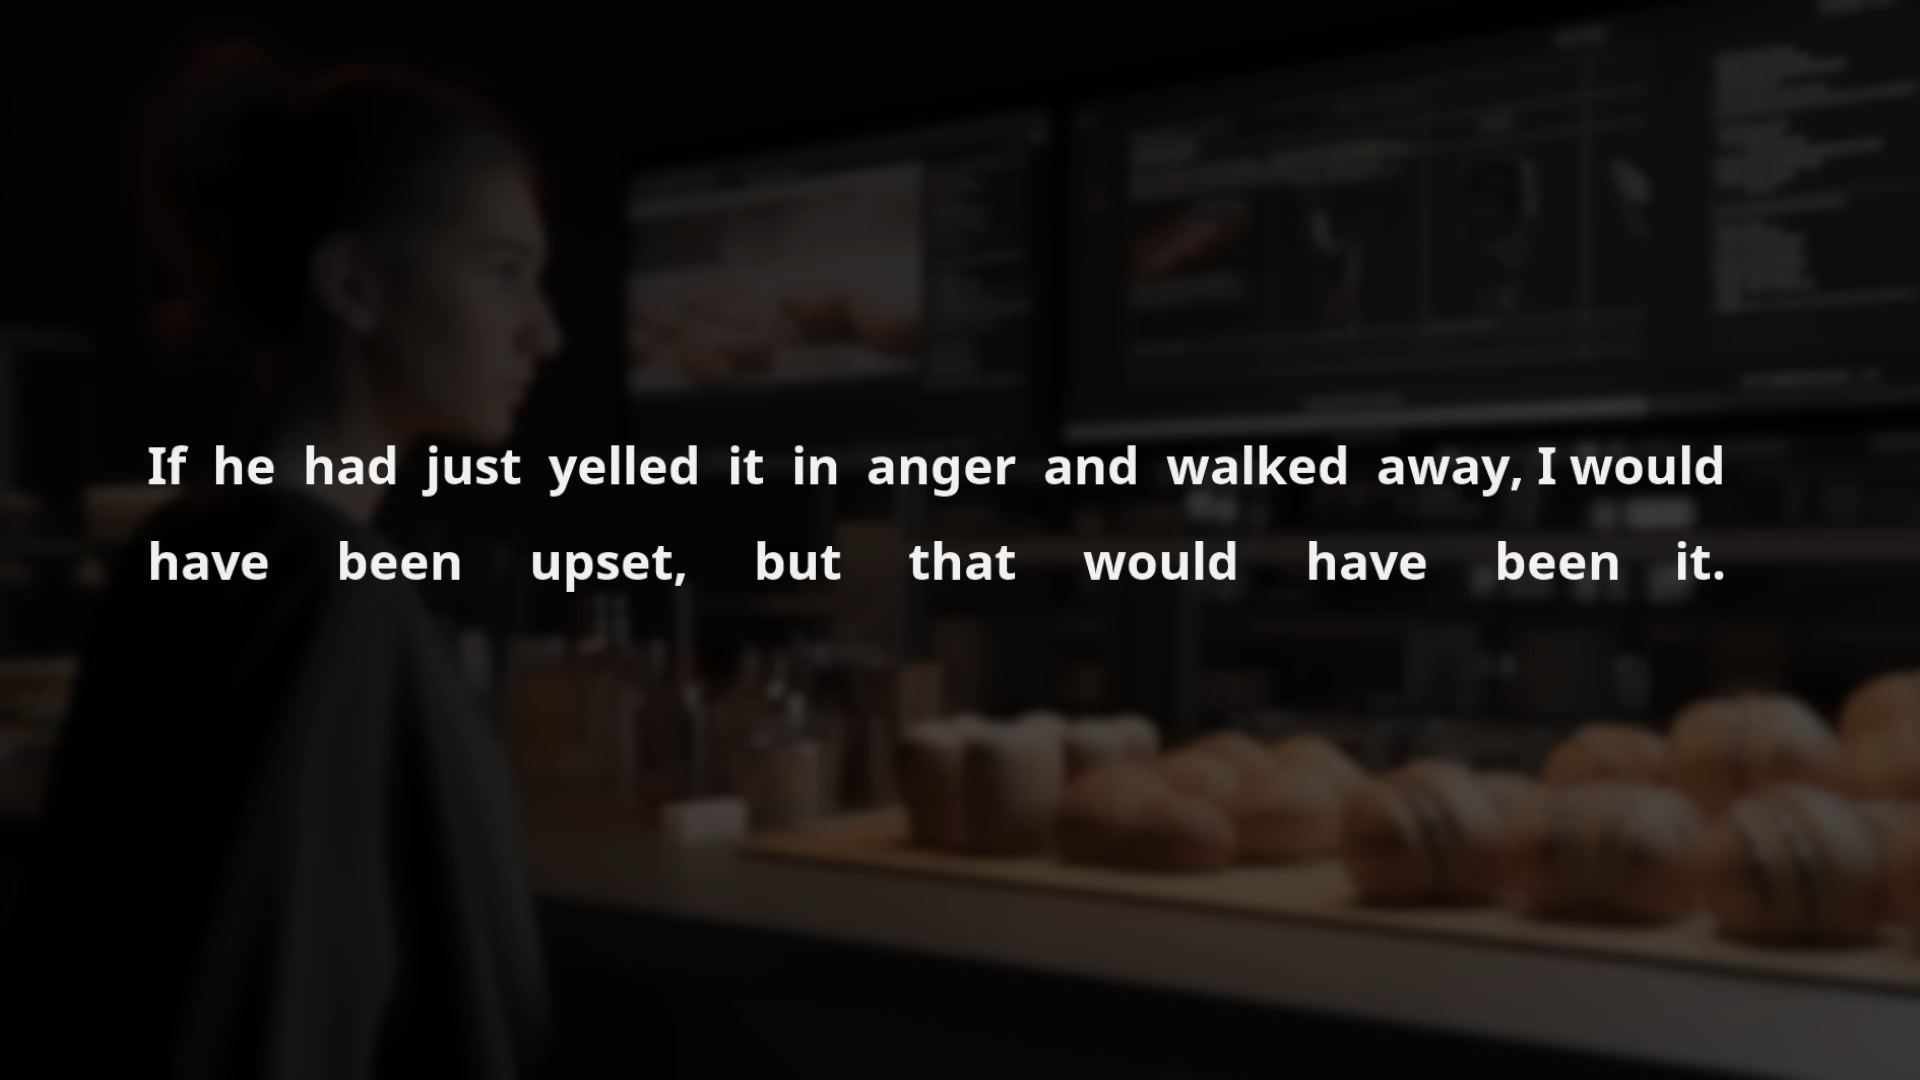 If he had just yelled it in anger and walked away, I would
have been upset, but that would have been it.